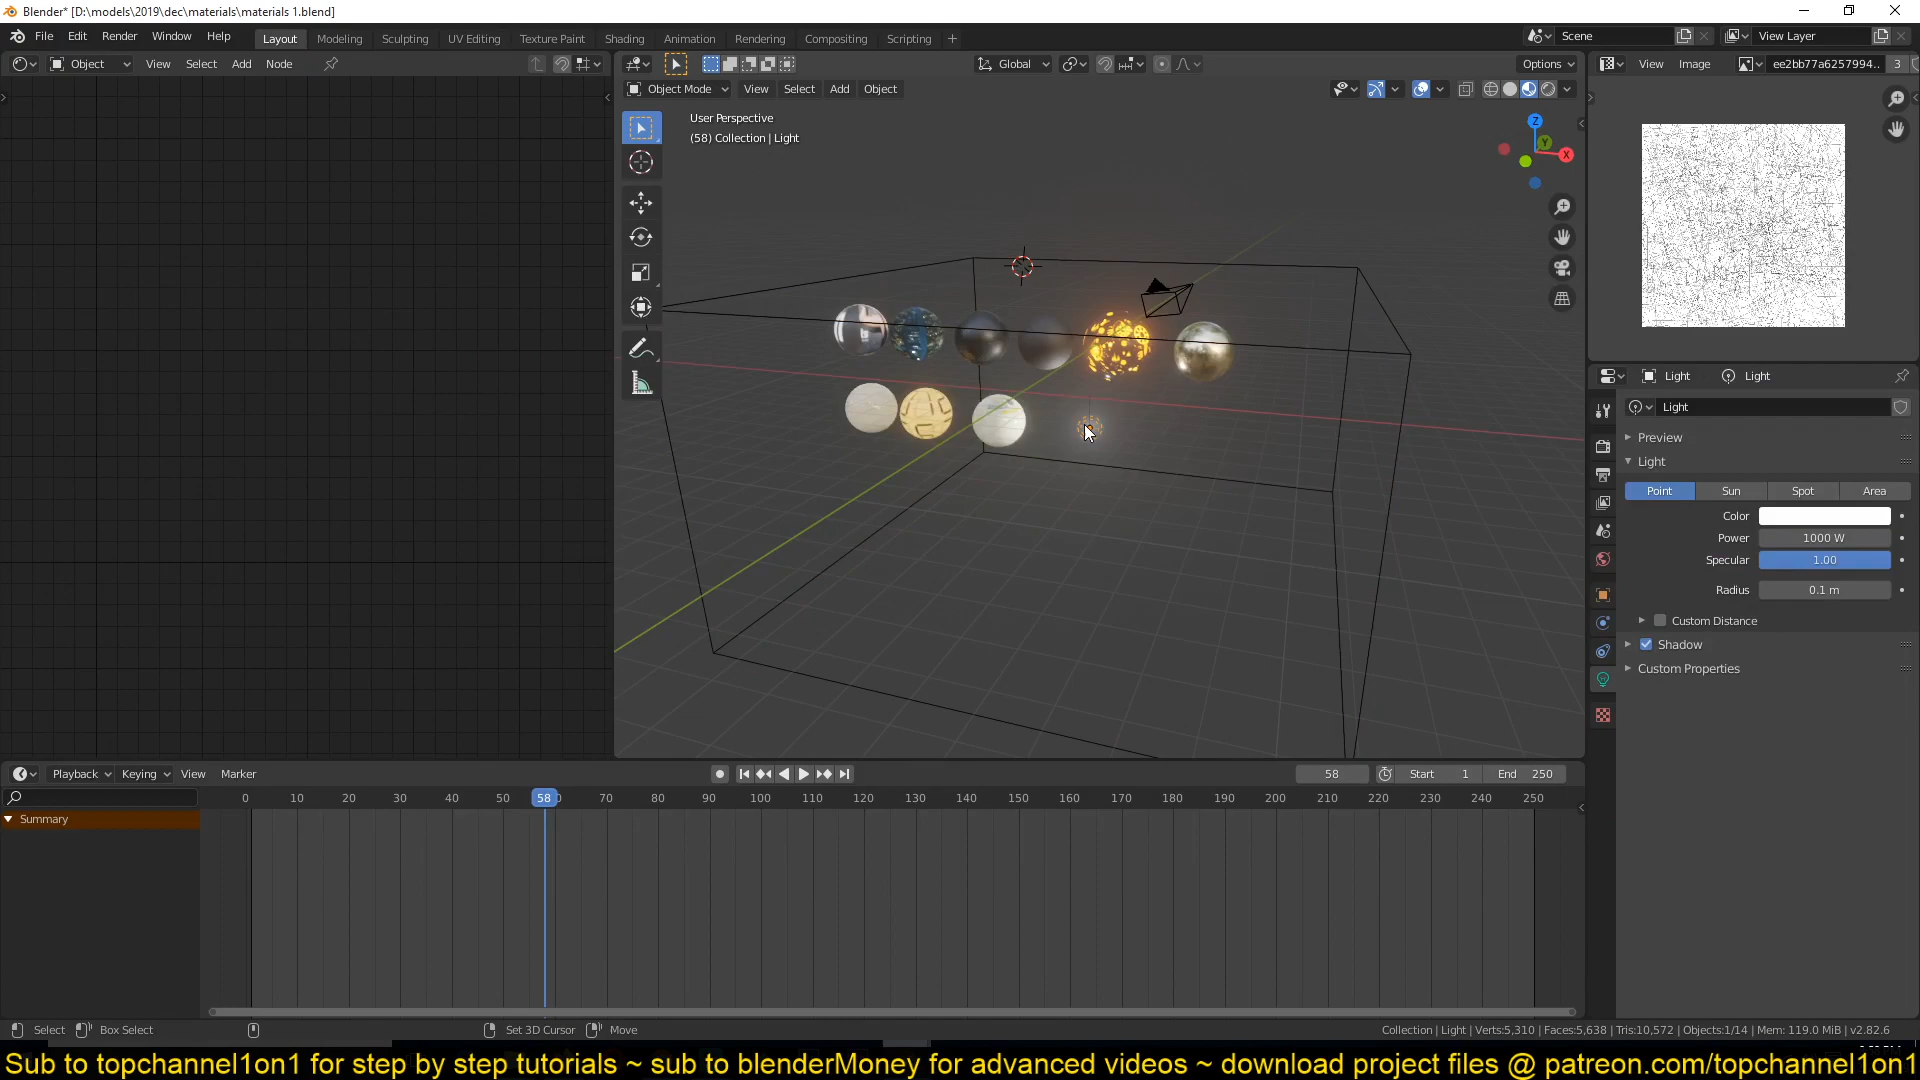 Blender* [D:\models\2019\dec\materials\materials 1.blend]
File Edit Render Window Help Layout Modeling Sculpting UV Editing Texture Paint Shading Animation Rendering Compositing Scripting + Scene View Layer
Object View Select Add Node Global Options View Image ee2bb77a6257994.. 3
Object Mode View Select Add Object
User Perspective
(58) Collection | Light
Z
Y
X
Light Light
Light
Preview
Light
Point Sun Spot Area
Color
Power 1000 W
Specular 1.00
Radius 0.1 m
Custom Distance
Shadow
Custom Properties
Playback Keying View Marker 58 Start 1 End 250
0 10 20 30 40 50 58 70 80 90 100 110 120 130 140 150 160 170 180 190 200 210 220 230 240 250
Summary
Select Box Select Set 3D Cursor Move Collection | Light | Verts:5,310 | Faces:5,638 | Tris:10,572 | Objects:1/14 | Mem: 119.0 MiB | v2.82.6
Sub to topchannel1on1 for step by step tutorials ~ sub to blenderMoney for advanced videos ~ download project files @ patreon.com/topchannel1on1